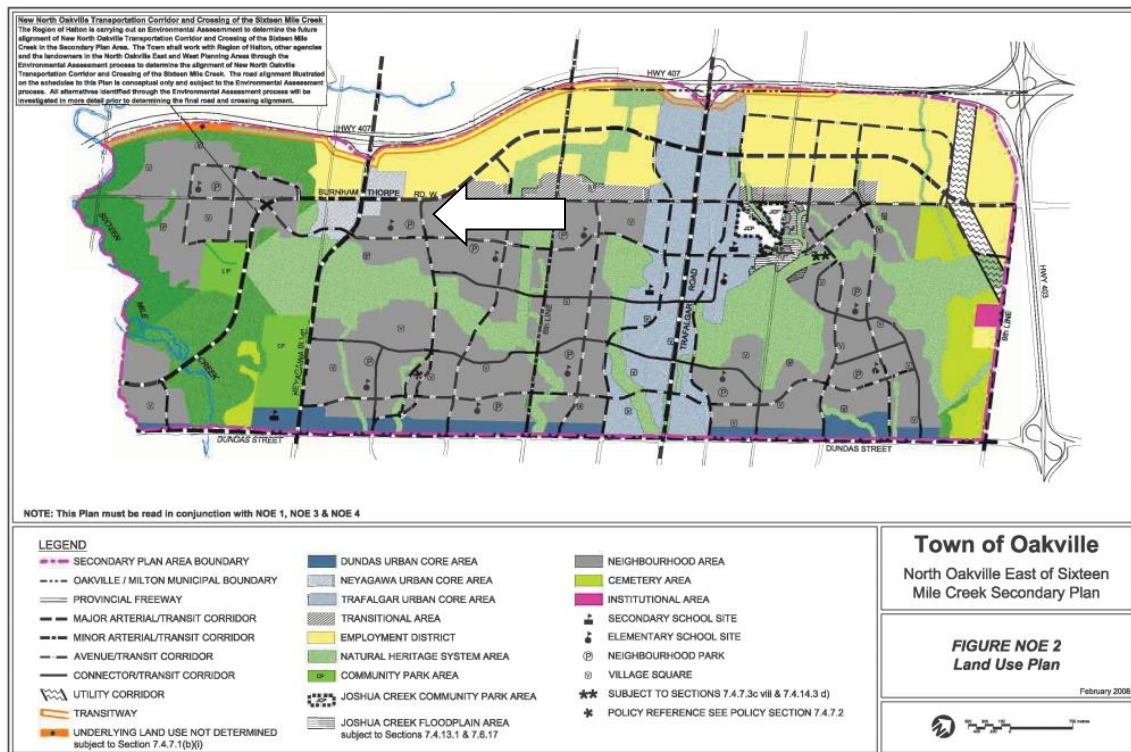 New North Oakville Transportation Corridor and Crossing of the Sixteen Mile Creek
The Region of Halton is carrying out an Environmental Assessment to determine the future
alignment of New North Oakville Transportation Corridor and Crossing of the Sixteen Mile
Creek in the Secondary Plan Area. The Town shall work with Region of Halton, other agencies
and the landowners in the North Oakville East and West Planning Areas through the
Environmental Assessment process to determine the alignment of New North Oakville
Transportation Corridor and Crossing of the Sixteen Mile Creek. The road alignment illustrated
on the schedules to this Plan is conceptual only and subject to the Environmental Assessment
process. All alternatives identified through the Environmental Assessment process will be
investigated in more detail prior to determining the final road and crossing alignment.
HWY 407
HWY 407
BURNHAM THORPE RD. W.
SIXTEEN
MILE
CREEK
NEYAGAWA BLVD.
6th LINE
TRAFALGAR
ROAD
JCP
JCP
CP
CP
9th LINE
HWY 403
DUNDAS STREET
DUNDAS STREET
NOTE: This Plan must be read in conjunction with NOE 1, NOE 3 & NOE 4
LEGEND
SECONDARY PLAN AREA BOUNDARY
OAKVILLE / MILTON MUNICIPAL BOUNDARY
PROVINCIAL FREEWAY
MAJOR ARTERIAL/TRANSIT CORRIDOR
MINOR ARTERIAL/TRANSIT CORRIDOR
AVENUE/TRANSIT CORRIDOR
CONNECTOR/TRANSIT CORRIDOR
UTILITY CORRIDOR
TRANSITWAY
UNDERLYING LAND USE NOT DETERMINED
subject to Section 7.4.7.1(b)(i)
DUNDAS URBAN CORE AREA
NEYAGAWA URBAN CORE AREA
TRAFALGAR URBAN CORE AREA
TRANSITIONAL AREA
EMPLOYMENT DISTRICT
NATURAL HERITAGE SYSTEM AREA
CP COMMUNITY PARK AREA
JCP JOSHUA CREEK COMMUNITY PARK AREA
JOSHUA CREEK FLOODPLAIN AREA
subject to Sections 7.4.13.1 & 7.6.17
NEIGHBOURHOOD AREA
CEMETERY AREA
INSTITUTIONAL AREA
SECONDARY SCHOOL SITE
ELEMENTARY SCHOOL SITE
P NEIGHBOURHOOD PARK
V VILLAGE SQUARE
** SUBJECT TO SECTIONS 7.4.7.3c viii & 7.4.14.3 d)
* POLICY REFERENCE SEE POLICY SECTION 7.4.7.2
Town of Oakville
North Oakville East of Sixteen
Mile Creek Secondary Plan
FIGURE NOE 2
Land Use Plan
February 2008